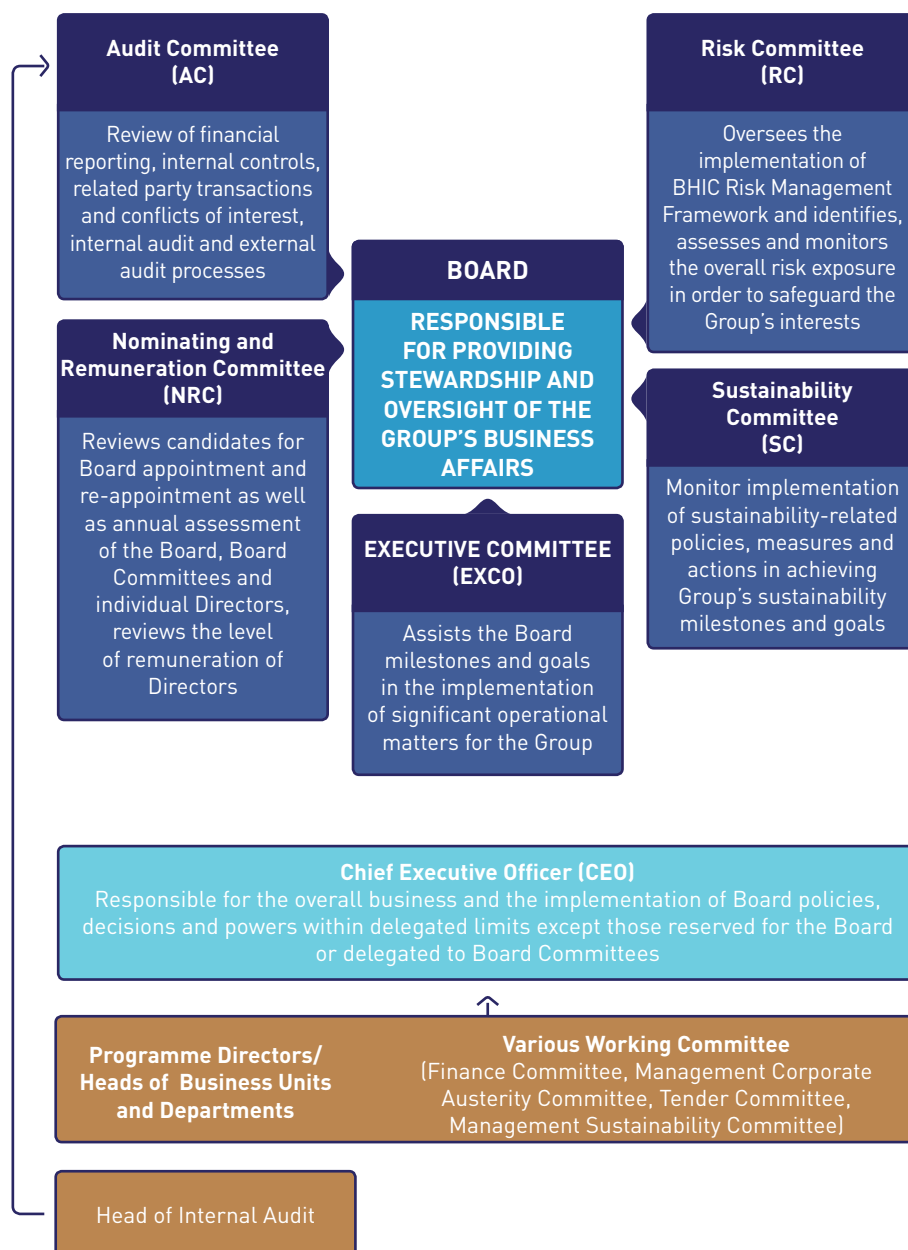 Audit Committee
(AC)
Review of financial
reporting, internal controls,
related party transactions
and conflicts of interest,
internal audit and external
audit processes
Risk Committee
(RC)
Oversees the
implementation of
BHIC Risk Management
Framework and identifies,
assesses and monitors
the overall risk exposure
in order to safeguard the
Group’s interests
BOARD
RESPONSIBLE
FOR PROVIDING
STEWARDSHIP AND
OVERSIGHT OF THE
GROUP’S BUSINESS
AFFAIRS
Nominating and
Remuneration Committee
(NRC)
Reviews candidates for
Board appointment and
re-appointment as well
as annual assessment
of the Board, Board
Committees and
individual Directors,
reviews the level
of remuneration of
Directors
Sustainability
Committee
(SC)
Monitor implementation
of sustainability-related
policies, measures and
actions in achieving
Group’s sustainability
milestones and goals
EXECUTIVE COMMITTEE
(EXCO)
Assists the Board
milestones and goals
in the implementation
of significant operational
matters for the Group
Chief Executive Officer (CEO)
Responsible for the overall business and the implementation of Board policies,
decisions and powers within delegated limits except those reserved for the Board
or delegated to Board Committees
Programme Directors/
Heads of Business Units
and Departments
Various Working Committee
(Finance Committee, Management Corporate
Austerity Committee, Tender Committee,
Management Sustainability Committee)
Head of Internal Audit